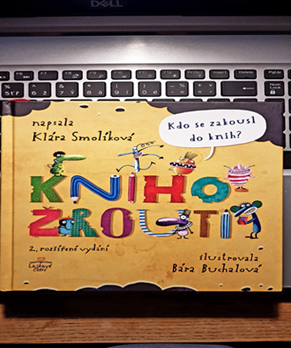 DELL
napsala
Klára Smolíková
Kdo se zakousl
do knih?
KNIHO
ŽROUTI
2., rozšířené vydání
ilustrovala
Bára Buchalová